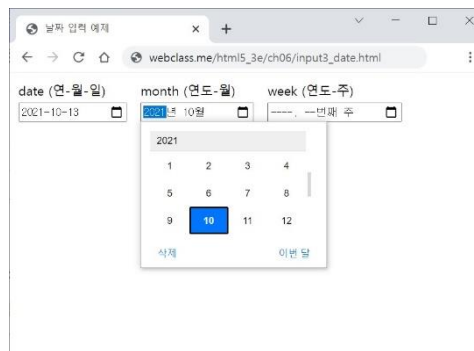 날짜 입력 예제
webclass.me/html5_3e/ch06/input3_date.html
date (연-월-일) month (연도-월) week (연도-주)
2021-10-13 2021년 10월 ----, --번째 주
2021
1 2 3 4
5 6 7 8
9 10 11 12
삭제 이번 달